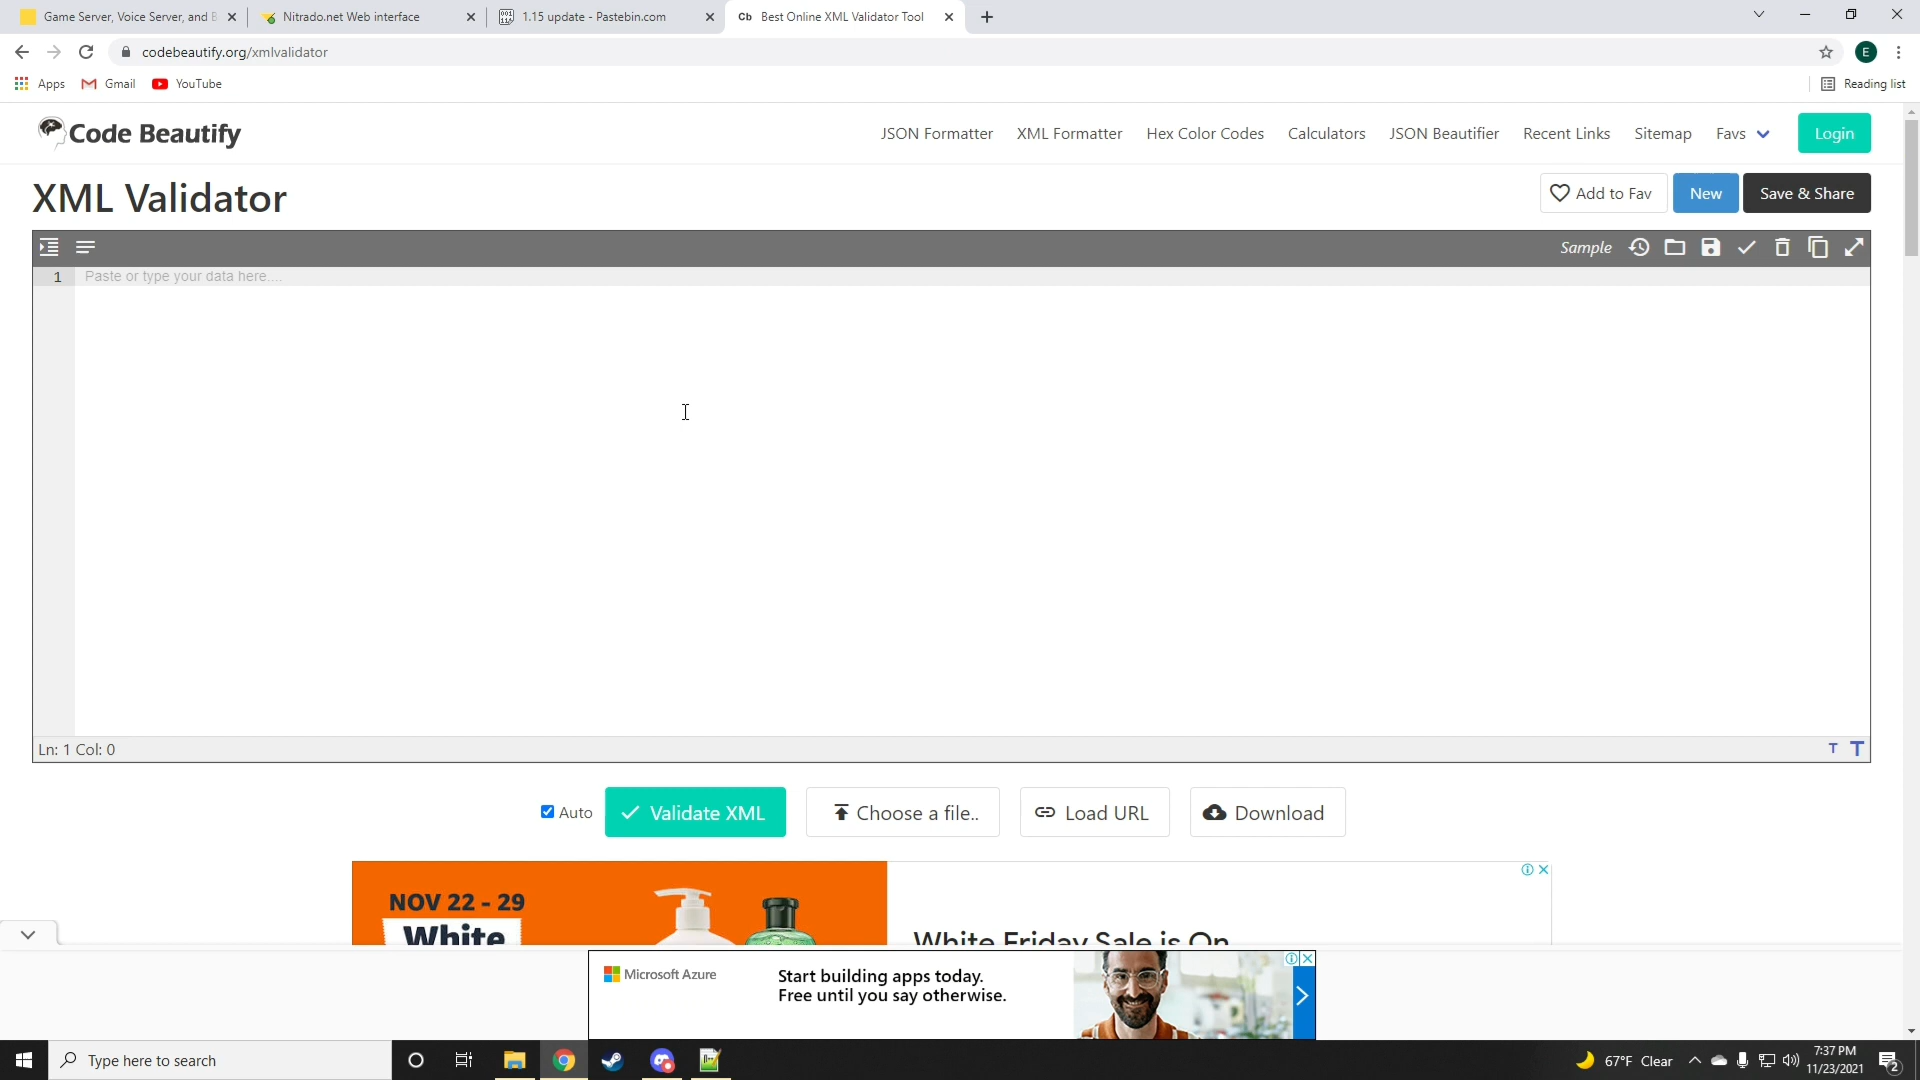 Game Server, Voice Server, and B
Nitrado.net Web interface
1.15 update - Pastebin.com
Cb Best Online XML Validator Tool
codebeautify.org/xmlvalidator
E
Apps Gmail YouTube
Reading list
Code Beautify
JSON Formatter XML Formatter Hex Color Codes Calculators JSON Beautifier Recent Links Sitemap Favs Login
XML Validator
Add to Fav New Save & Share
Sample
1 Paste or type your data here....
Ln: 1 Col: 0
T T
Auto Validate XML Choose a file.. Load URL Download
NOV 22 - 29
White
White Friday Sale is On
Microsoft Azure
Start building apps today.
Free until you say otherwise.
Type here to search
67°F Clear
7:37 PM
11/23/2021
2